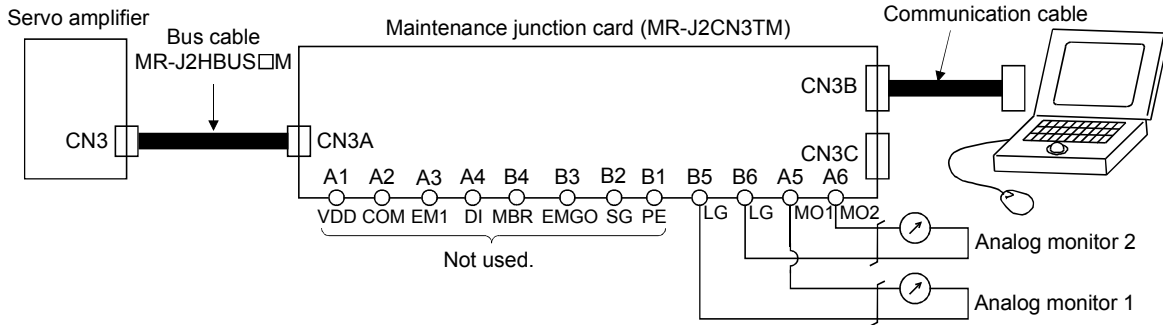 Servo amplifier
Bus cable
MR-J2HBUS□M
Maintenance junction card (MR-J2CN3TM)
Communication cable
CN3B
CN3
CN3A
CN3C
A1 A2 A3 A4 B4 B3 B2 B1 B5 B6 A5 A6
VDD COM EM1 DI MBR EMGO SG PE LG LG MO1 MO2
Not used.
Analog monitor 2
Analog monitor 1